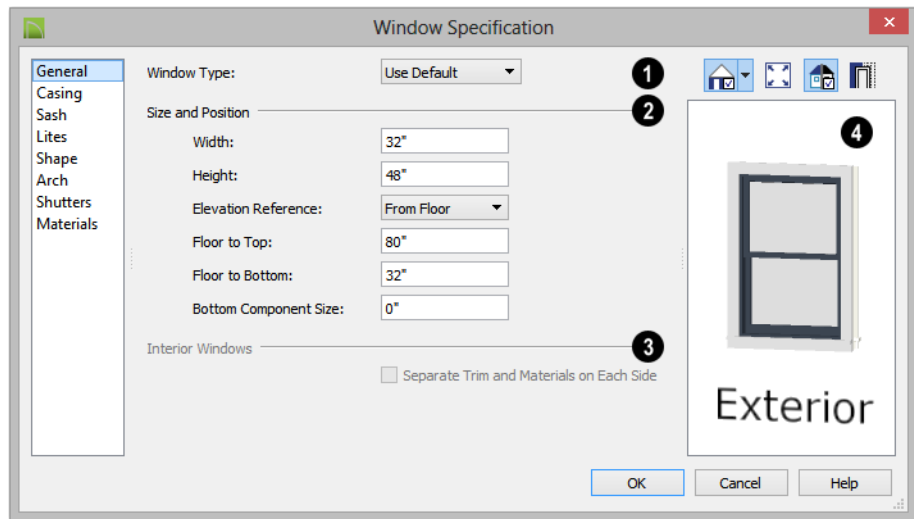 Window Specification
General
Casing
Sash
Lites
Shape
Arch
Shutters
Materials
Window Type: Use Default 1
Size and Position 2
Width: 32"
Height: 48"
Elevation Reference: From Floor
Floor to Top: 80"
Floor to Bottom: 32"
Bottom Component Size: 0"
Interior Windows 3
Separate Trim and Materials on Each Side
4
Exterior
OK Cancel Help